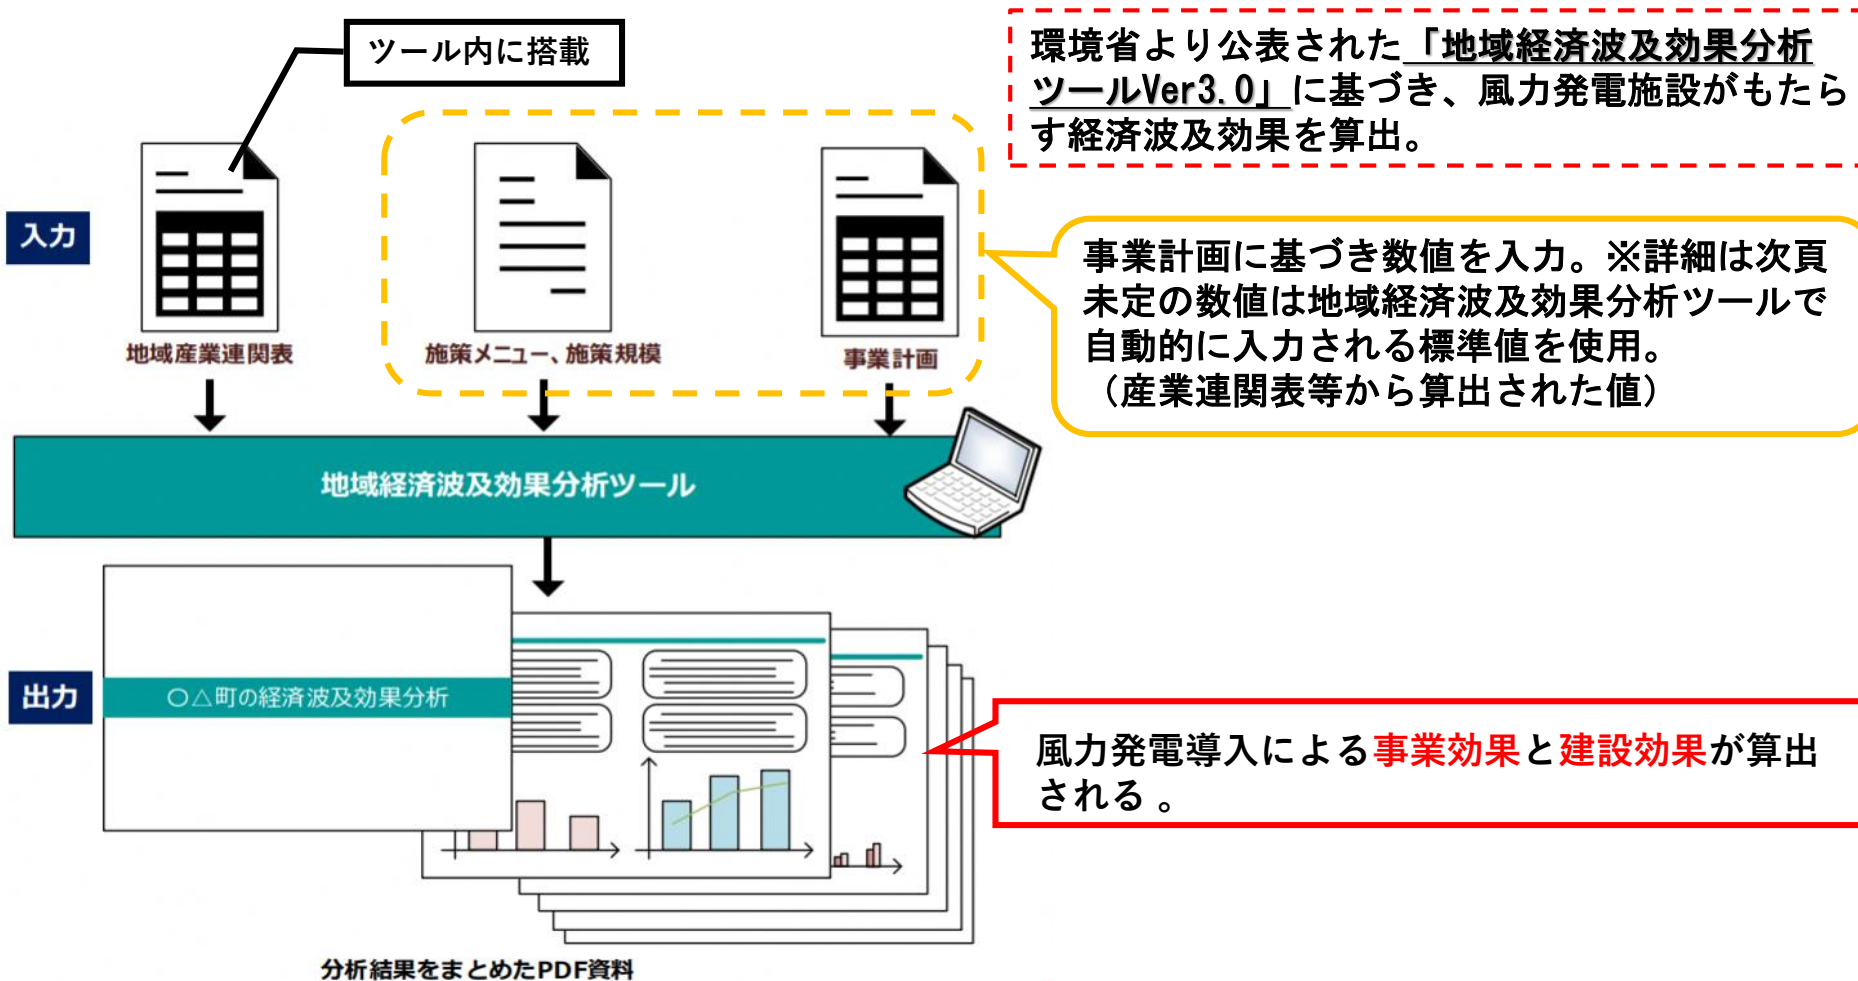 ツール内に搭載
環境省より公表された「地域経済波及効果分析
ツールVer3.0」に基づき、風力発電施設がもたら
す経済波及効果を算出。
入力
地域産業連関表
施策メニュー、施策規模
事業計画
事業計画に基づき数値を入力。※詳細は次頁
未定の数値は地域経済波及効果分析ツールで
自動的に入力される標準値を使用。
（産業連関表等から算出された値）
地域経済波及効果分析ツール
出力
〇△町の経済波及効果分析
風力発電導入による事業効果と建設効果が算出
される 。
分析結果をまとめたPDF資料